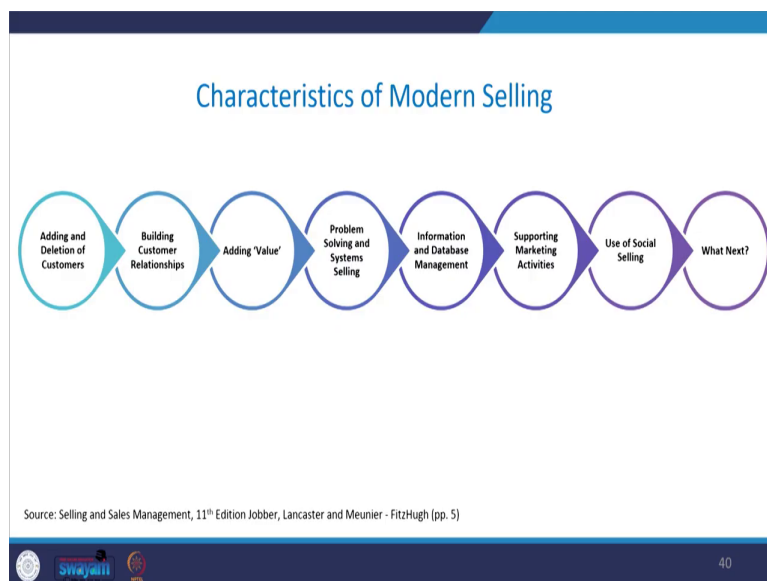 Characteristics of Modern Selling
Adding and
Deletion of
Customers
Building
Customer
Relationships
Adding 'Value'
Problem
Solving and
Systems
Selling
Information
and Database
Management
Supporting
Marketing
Activities
Use of Social
Selling
What Next?
Source: Selling and Sales Management, 11th Edition Jobber, Lancaster and Meunier - FitzHugh (pp. 5)
swayam
40